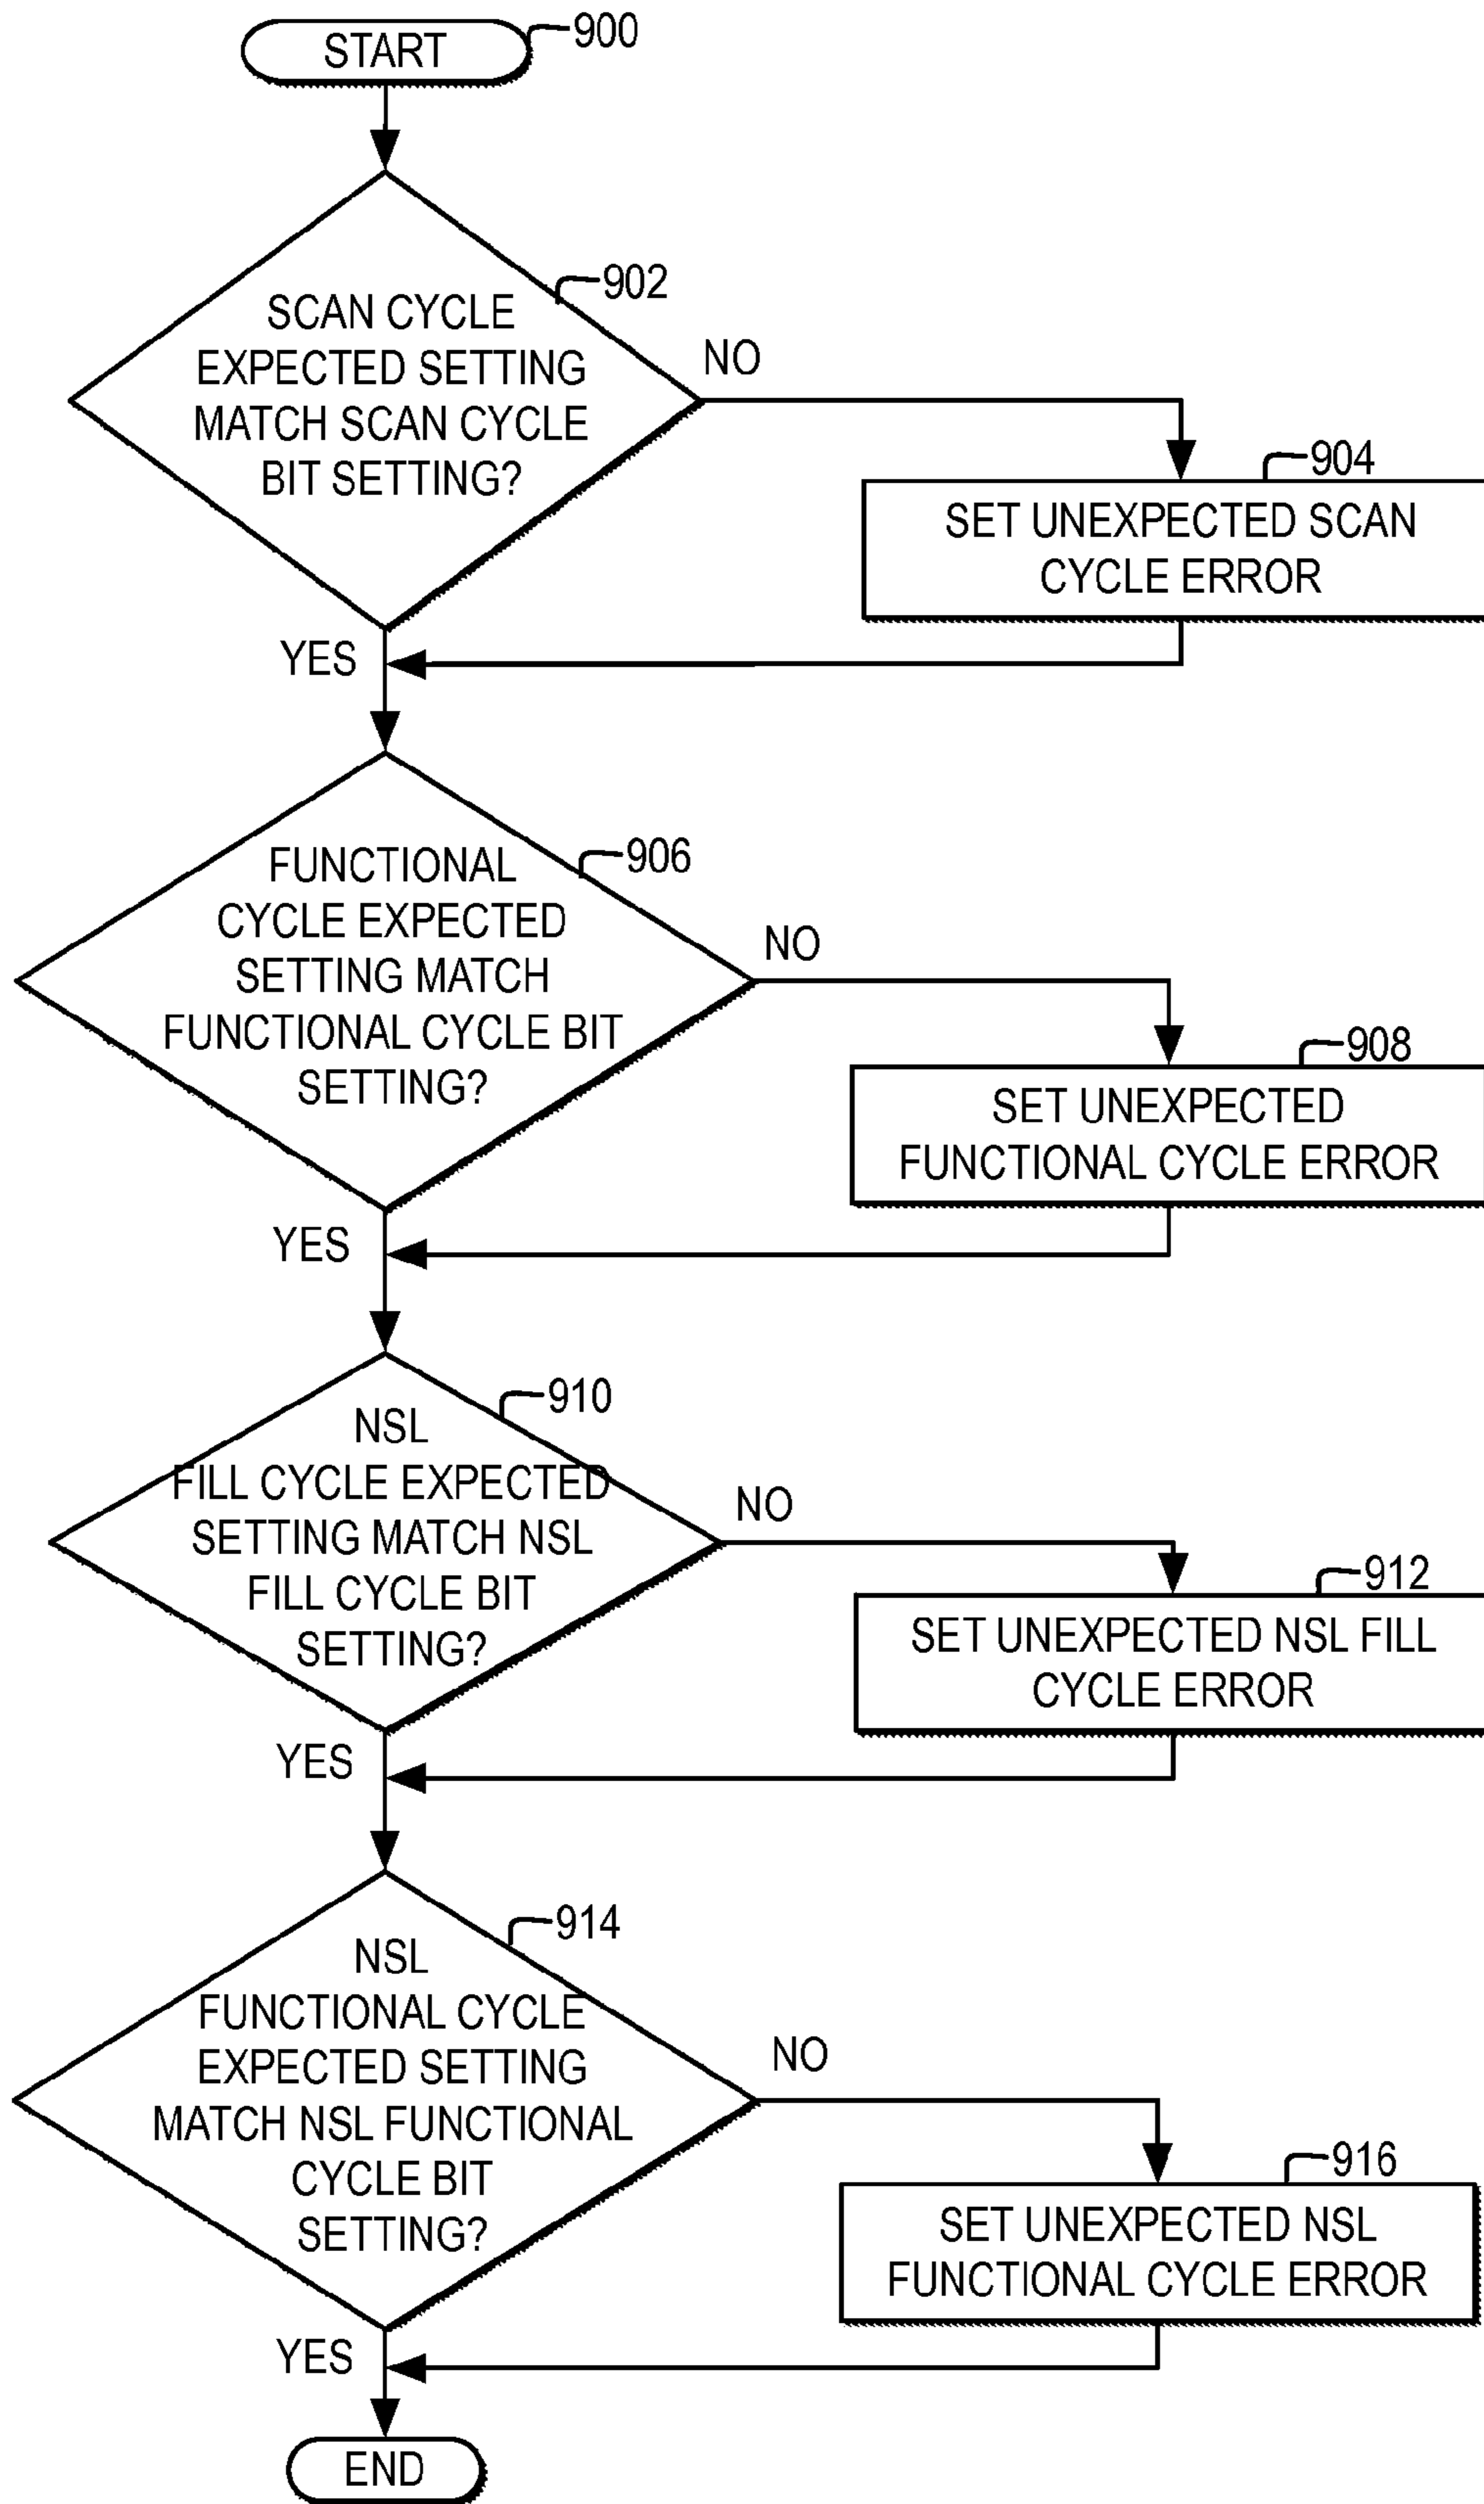 START
900
902
SCAN CYCLE
EXPECTED SETTING
MATCH SCAN CYCLE
BIT SETTING?
NO
904
SET UNEXPECTED SCAN
CYCLE ERROR
YES
906
FUNCTIONAL
CYCLE EXPECTED
SETTING MATCH
FUNCTIONAL CYCLE BIT
SETTING?
NO
908
SET UNEXPECTED
FUNCTIONAL CYCLE ERROR
YES
910
NSL
FILL CYCLE EXPECTED
SETTING MATCH NSL
FILL CYCLE BIT
SETTING?
NO
912
SET UNEXPECTED NSL FILL
CYCLE ERROR
YES
914
NSL
FUNCTIONAL CYCLE
EXPECTED SETTING
MATCH NSL FUNCTIONAL
CYCLE BIT
SETTING?
NO
916
SET UNEXPECTED NSL
FUNCTIONAL CYCLE ERROR
YES
END